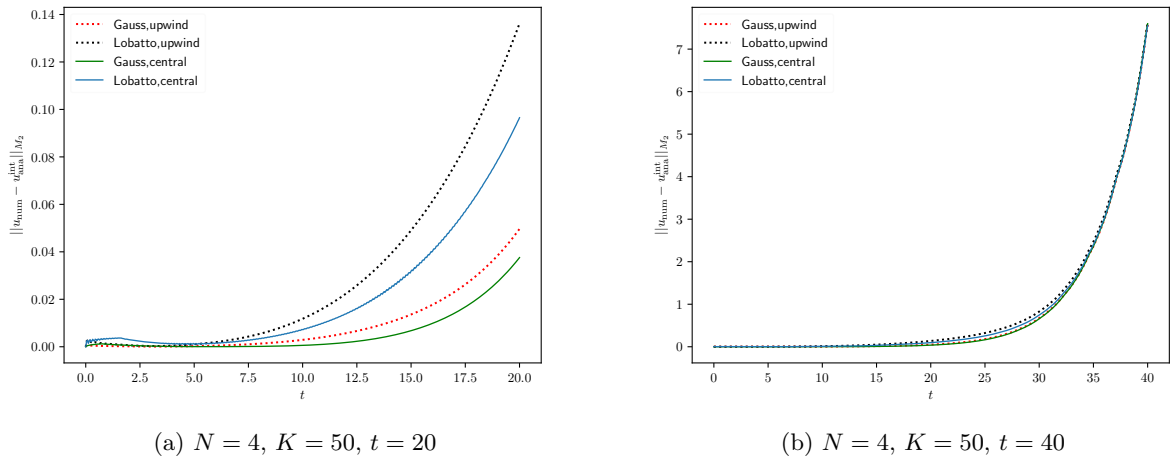 Gauss,upwind
Lobatto,upwind
Gauss,central
Lobatto,central
0.14
0.12
0.10
0.08
0.06
0.04
0.02
0.00
||u_num − u_ana^int||_M_2
0.0 2.5 5.0 7.5 10.0 12.5 15.0 17.5 20.0
t
(a) N = 4, K = 50, t = 20
Gauss,upwind
Lobatto,upwind
Gauss,central
Lobatto,central
7
6
5
4
3
2
1
0
||u_num − u_ana^int||_M_2
0 5 10 15 20 25 30 35 40
t
(b) N = 4, K = 50, t = 40